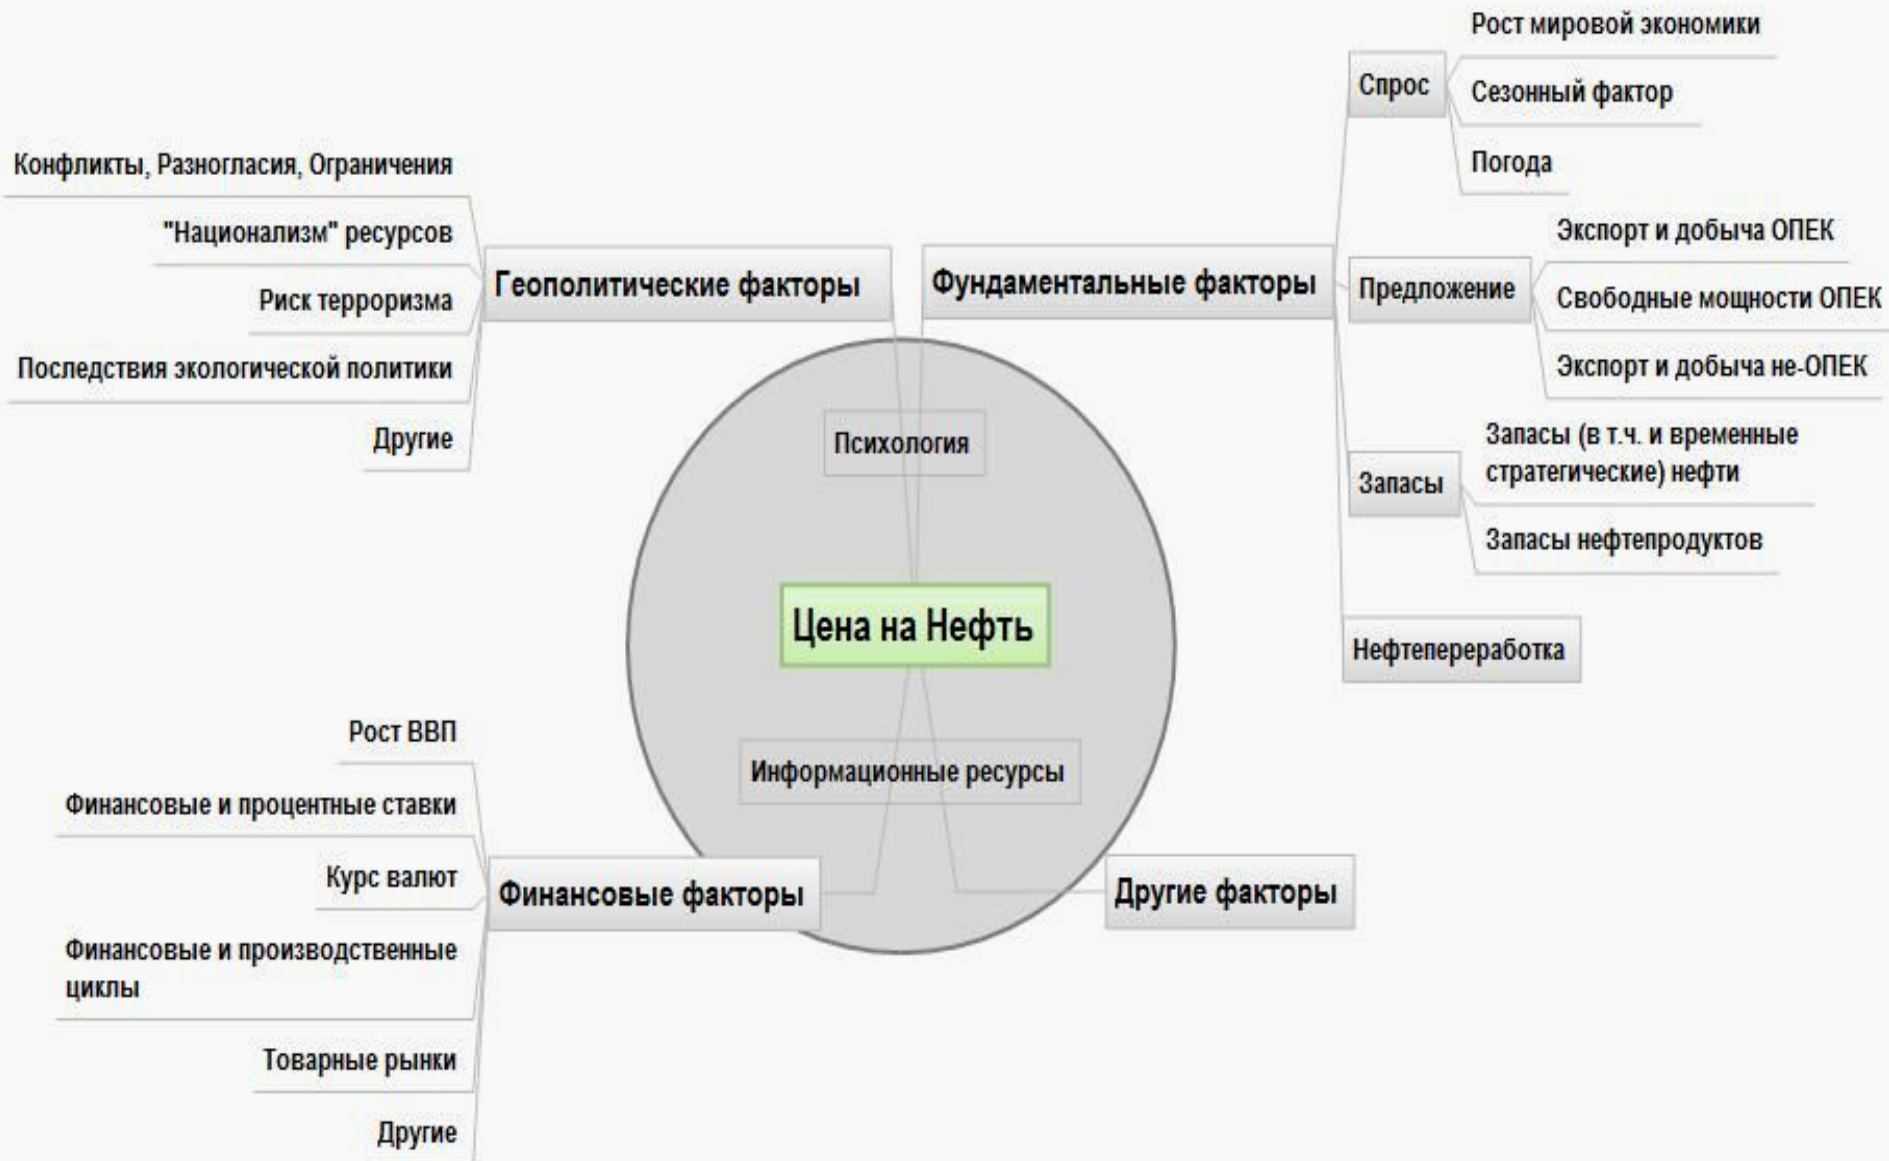 Конфликты, Разногласия, Ограничения
"Национализм" ресурсов
Риск терроризма
Последствия экологической политики
Другие
Геополитические факторы
Фундаментальные факторы
Спрос
Рост мировой экономики
Сезонный фактор
Погода
Предложение
Экспорт и добыча ОПЕК
Свободные мощности ОПЕК
Экспорт и добыча не-ОПЕК
Запасы
Запасы (в т.ч. и временные
стратегические) нефти
Запасы нефтепродуктов
Нефтепереработка
Психология
Цена на Нефть
Информационные ресурсы
Рост ВВП
Финансовые и процентные ставки
Курс валют
Финансовые и производственные
циклы
Товарные рынки
Другие
Финансовые факторы
Другие факторы